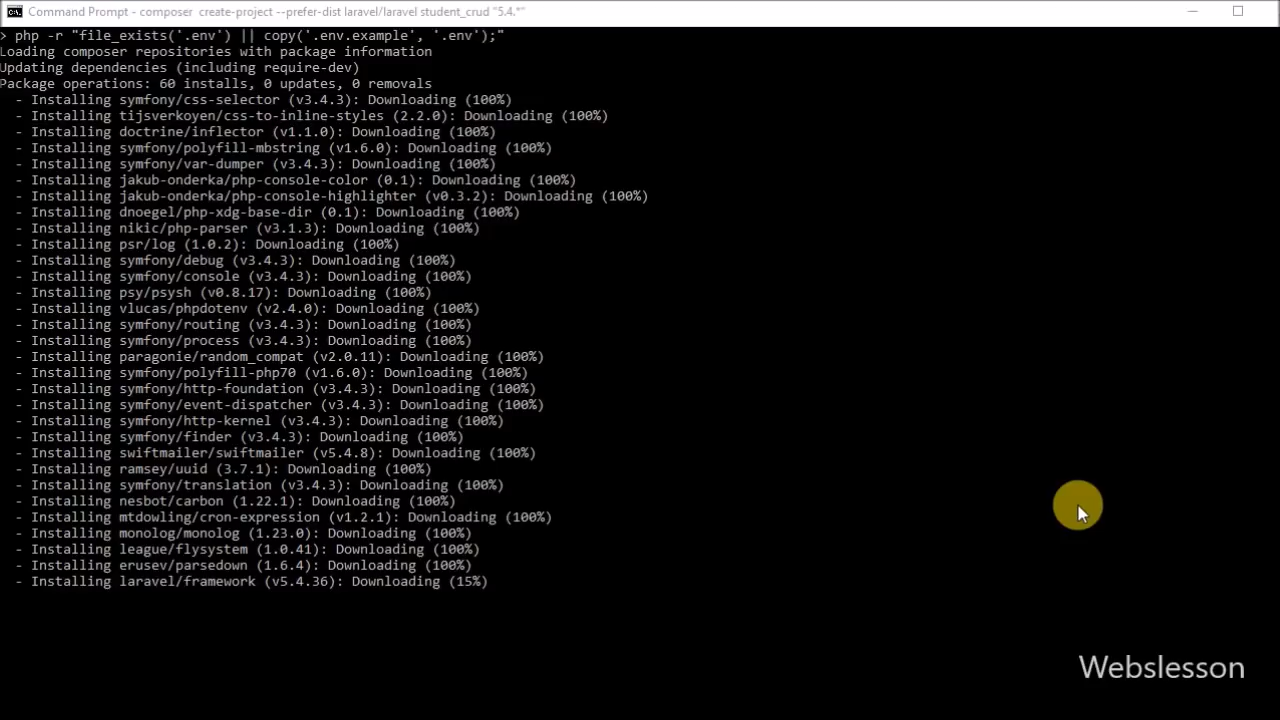 Command Prompt - composer  create-project --prefer-dist laravel/laravel student_crud "5.4.*"
> php -r "file_exists('.env') || copy('.env.example', '.env');"
Loading composer repositories with package information
Updating dependencies (including require-dev)
Package operations: 60 installs, 0 updates, 0 removals
  - Installing symfony/css-selector (v3.4.3): Downloading (100%)
  - Installing tijsverkoyen/css-to-inline-styles (2.2.0): Downloading (100%)
  - Installing doctrine/inflector (v1.1.0): Downloading (100%)
  - Installing symfony/polyfill-mbstring (v1.6.0): Downloading (100%)
  - Installing symfony/var-dumper (v3.4.3): Downloading (100%)
  - Installing jakub-onderka/php-console-color (0.1): Downloading (100%)
  - Installing jakub-onderka/php-console-highlighter (v0.3.2): Downloading (100%)
  - Installing dnoegel/php-xdg-base-dir (0.1): Downloading (100%)
  - Installing nikic/php-parser (v3.1.3): Downloading (100%)
  - Installing psr/log (1.0.2): Downloading (100%)
  - Installing symfony/debug (v3.4.3): Downloading (100%)
  - Installing symfony/console (v3.4.3): Downloading (100%)
  - Installing psy/psysh (v0.8.17): Downloading (100%)
  - Installing vlucas/phpdotenv (v2.4.0): Downloading (100%)
  - Installing symfony/routing (v3.4.3): Downloading (100%)
  - Installing symfony/process (v3.4.3): Downloading (100%)
  - Installing paragonie/random_compat (v2.0.11): Downloading (100%)
  - Installing symfony/polyfill-php70 (v1.6.0): Downloading (100%)
  - Installing symfony/http-foundation (v3.4.3): Downloading (100%)
  - Installing symfony/event-dispatcher (v3.4.3): Downloading (100%)
  - Installing symfony/http-kernel (v3.4.3): Downloading (100%)
  - Installing symfony/finder (v3.4.3): Downloading (100%)
  - Installing swiftmailer/swiftmailer (v5.4.8): Downloading (100%)
  - Installing ramsey/uuid (3.7.1): Downloading (100%)
  - Installing symfony/translation (v3.4.3): Downloading (100%)
  - Installing nesbot/carbon (1.22.1): Downloading (100%)
  - Installing mtdowling/cron-expression (v1.2.1): Downloading (100%)
  - Installing monolog/monolog (1.23.0): Downloading (100%)
  - Installing league/flysystem (1.0.41): Downloading (100%)
  - Installing erusev/parsedown (1.6.4): Downloading (100%)
  - Installing laravel/framework (v5.4.36): Downloading (15%)
Webslesson